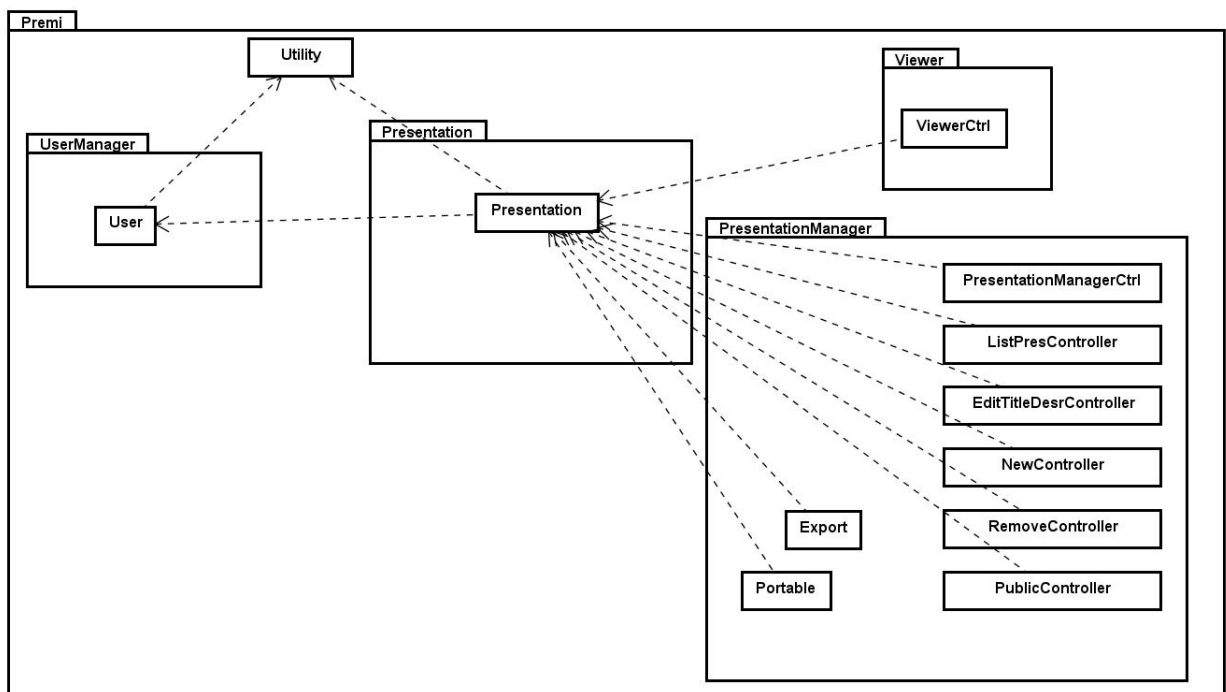 Premi
Utility
Viewer
ViewerCtrl
Presentation
UserManager
Presentation
User
PresentationManager
PresentationManagerCtrl
ListPresController
EditTitleDesrController
NewController
Export
RemoveController
Portable
PublicController